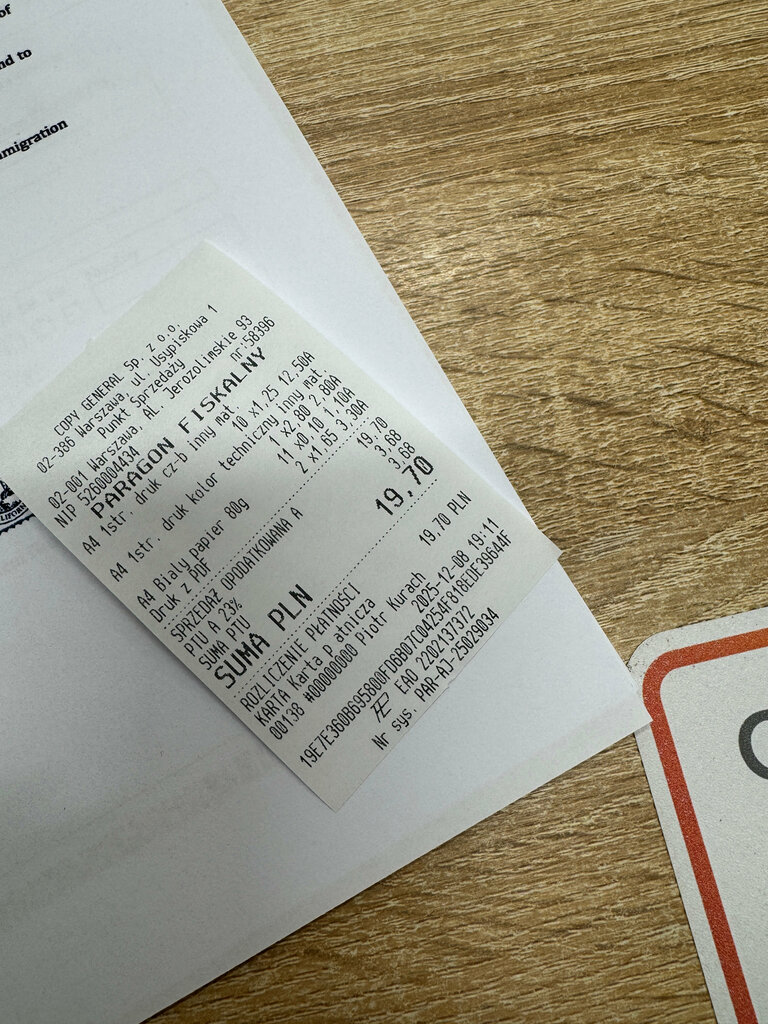 of
nd to
mmigration
COPY GENERAL Sp. z o.o.
02-386 Warszawa, ul. Usypiskowa 1
Punkt Sprzedaży
02-001 Warszawa, AL. Jerozolimskie 93
NIP 5260004434 nr:58396
PARAGON FISKALNY
A4 1str. druk cz-b inny mat.
10 x1,25 12,50A
A4 1str. druk kolor techniczny inny mat.
1 x2,80 2,80A
A4 Biały papier 80g 11 x0,10 1,10A
Druk z PDF 2 x1,65 3,30A
SPRZEDAŻ OPODATKOWANA A 19,70
PTU A 23% 3,68
SUMA PTU 3,68
SUMA PLN 19,70
ROZLICZENIE PŁATNOŚCI
KARTA Karta Płatnicza 19,70 PLN
00138 #00000000 Piotr Kurach 2025-12-08 19:11
19E7E360B695800FD6B07C04254F818EDE39644F
EAO 2202137372
Nr sys. PAR-AJ-25029034